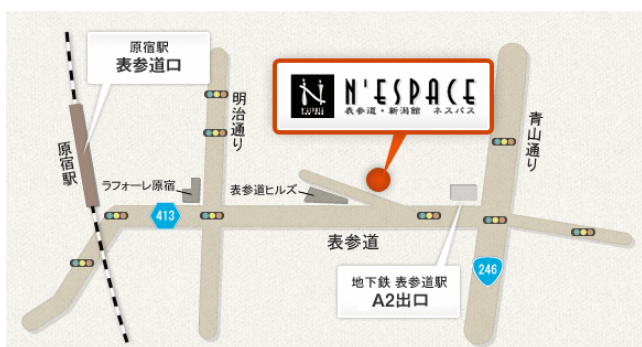 原宿駅
表参道口
N'ESPACE
表参道・新潟館 ネスパス
明治通り
青山通り
原宿駅
ラフォーレ原宿
表参道ヒルズ
413
表参道
246
地下鉄 表参道駅
A2出口